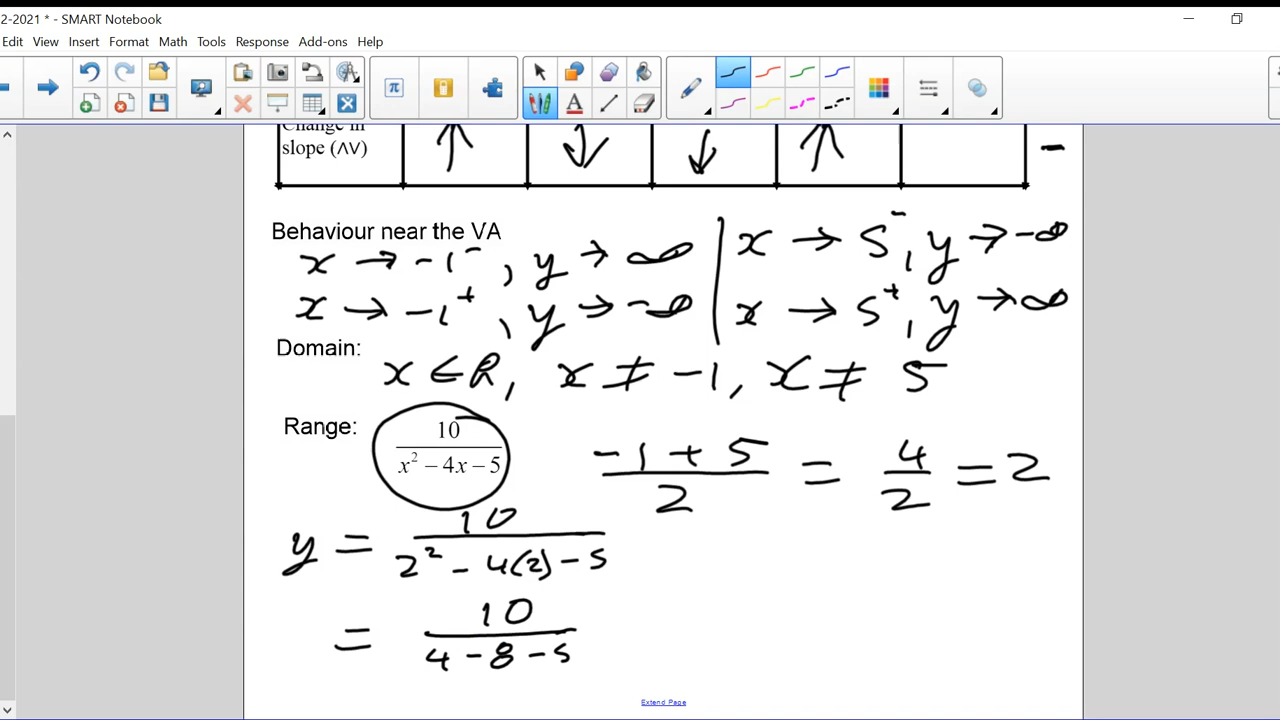 2-2021 * - SMART Notebook
Edit View Insert Format Math Tools Response Add-ons Help
Change in
slope (ΛV) ↑ ↓ ↓ ↑ -
Behaviour near the VA
x → -1⁻, y → ∞ | x → 5⁻, y → -∞
x → -1⁺, y → -∞ | x → 5⁺, y → ∞
Domain: x ∈ R, x ≠ -1, x ≠ 5
Range: 10/(x² - 4x - 5) (-1 + 5)/2 = 4/2 = 2
y = 10/(2² - 4(2) - 5)
= 10/(4 - 8 - 5)
Extend Page